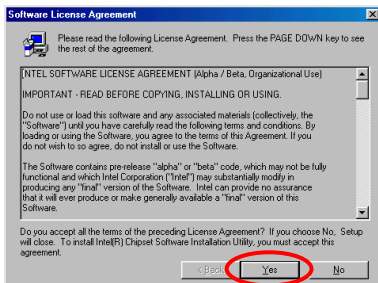 Software License Agreement
Please read the following License Agreement. Press the PAGE DOWN key to see
the rest of the agreement.
INTEL SOFTWARE LICENSE AGREEMENT (Alpha / Beta, Organizational Use)
IMPORTANT - READ BEFORE COPYING, INSTALLING OR USING.
Do not use or load this software and any associated materials (collectively, the
"Software") until you have carefully read the following terms and conditions. By
loading or using the Software, you agree to the terms of this Agreement. If you
do not wish to so agree, do not install or use the Software.
The Software contains pre-release "alpha" or "beta" code, which may not be fully
functional and which Intel Corporation ("Intel") may substantially modify in
producing any "final" version of the Software. Intel can provide no assurance
that it will ever produce or make generally available a "final" version of this
Software.
Do you accept all the terms of the preceding License Agreement? If you choose No, Setup
will close. To install Intel(R) Chipset Software Installation Utility, you must accept this
agreement.
< Back
Yes
No